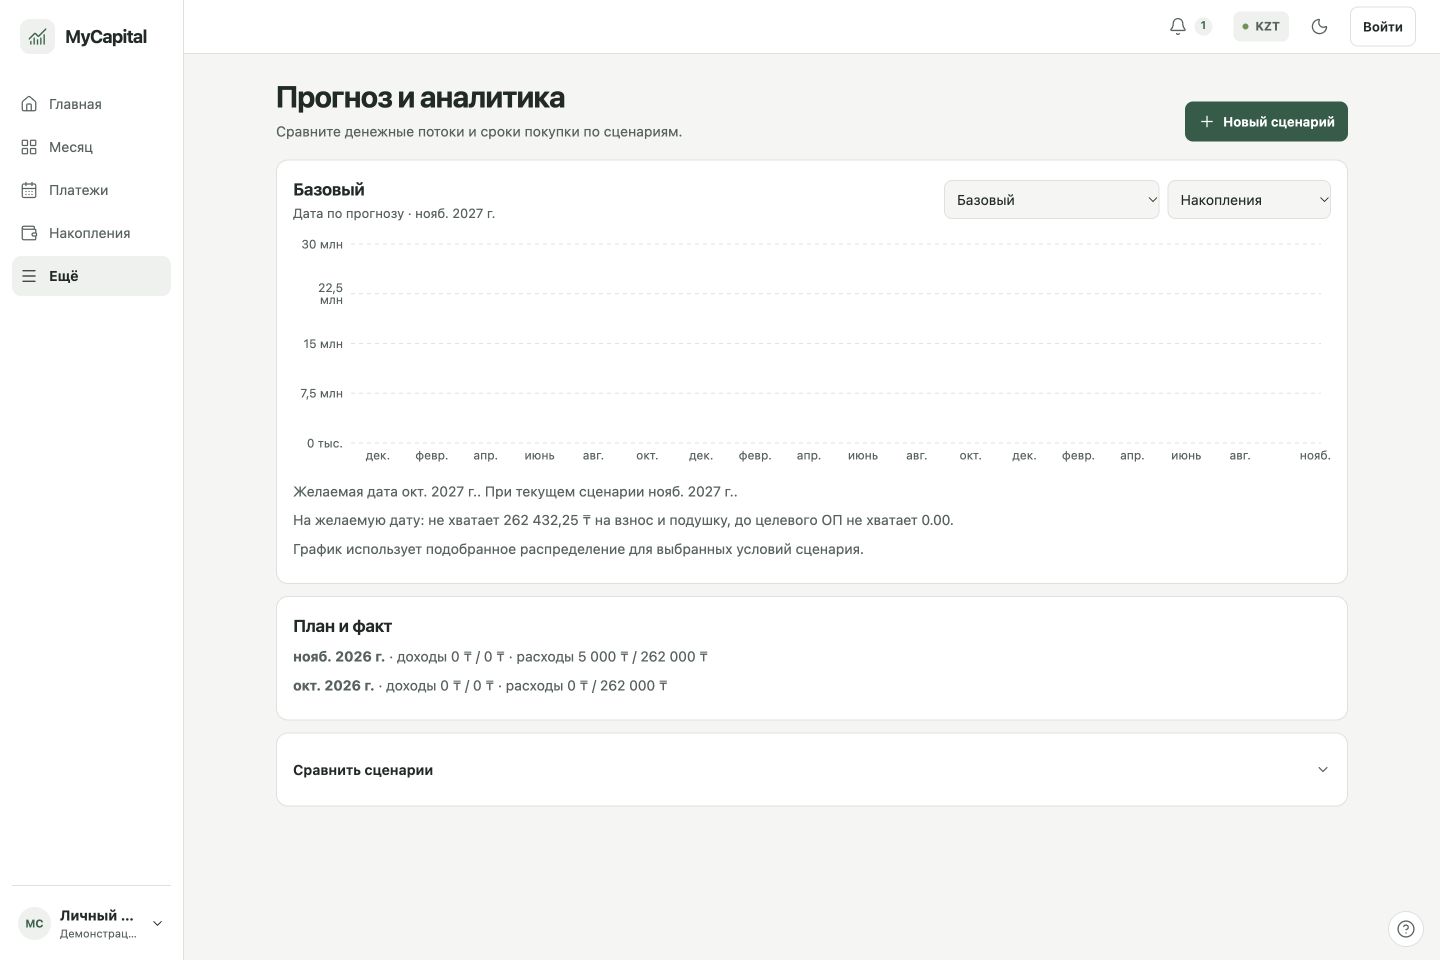 MyCapital
1
KZT
Войти
Главная
Месяц
Платежи
Накопления
Ещё
Прогноз и аналитика
Сравните денежные потоки и сроки покупки по сценариям.
Новый сценарий
Базовый
Дата по прогнозу · нояб. 2027 г.
Базовый
Накопления
30 млн
22,5
млн
15 млн
7,5 млн
0 тыс.
дек. февр. апр. июнь авг. окт. дек. февр. апр. июнь авг. окт. дек. февр. апр. июнь авг. нояб.
Желаемая дата окт. 2027 г.. При текущем сценарии нояб. 2027 г..
На желаемую дату: не хватает 262 432,25 ₸ на взнос и подушку, до целевого ОП не хватает 0.00.
График использует подобранное распределение для выбранных условий сценария.
План и факт
нояб. 2026 г. · доходы 0 ₸ / 0 ₸ · расходы 5 000 ₸ / 262 000 ₸
окт. 2026 г. · доходы 0 ₸ / 0 ₸ · расходы 0 ₸ / 262 000 ₸
Сравнить сценарии
MC
Личный ...
Демонстрац...